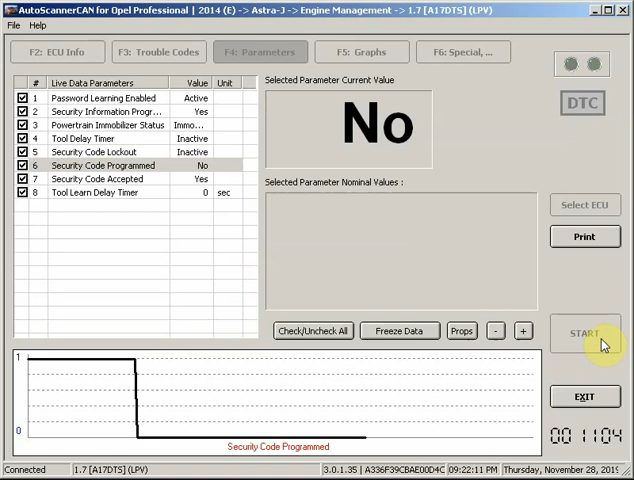 AutoScannerCAN for Opel Professional | 2014 (E) -> Astra-J -> Engine Management -> 1.7 [A17DTS] (LPV)
File Help
F2: ECU Info F3: Trouble Codes F4: Parameters F5: Graphs F6: Special, ...
# Live Data Parameters Value Unit
1 Password Learning Enabled Active
2 Security Information Progr... Yes
3 Powertrain Immobilizer Status Immo...
4 Tool Delay Timer Inactive
5 Security Code Lockout Inactive
6 Security Code Programmed No
7 Security Code Accepted Yes
8 Tool Learn Delay Timer 0 sec
Selected Parameter Current Value
No
Selected Parameter Nominal Values :
DTC
Select ECU
Print
START
EXIT
00 11 04
Check/Uncheck All Freeze Data Props - +
1
0
Security Code Programmed
Connected 1.7 [A17DTS] (LPV) 3.0.1.35 A336F39CBAE00D4C 09:22:11 PM Thursday, November 28, 2019